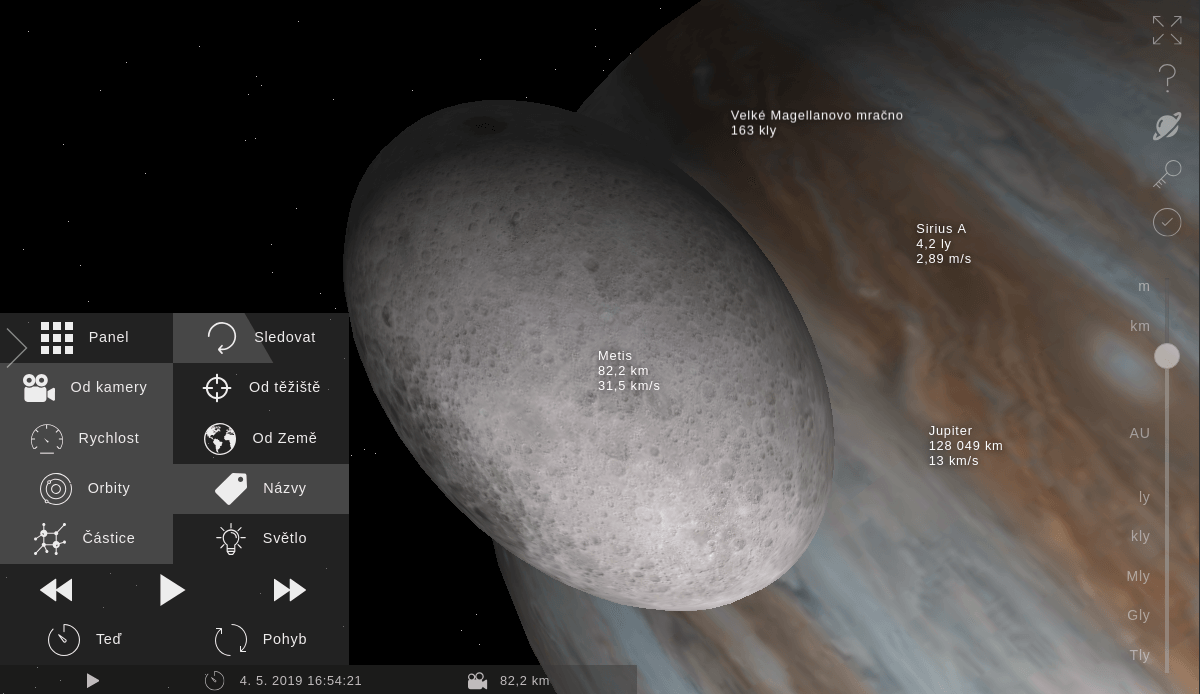 Velké Magellanovo mračno
163 kly
Sirius A
4,2 ly
2,89 m/s
Metis
82,2 km
31,5 km/s
Jupiter
128 049 km
13 km/s
m
km
AU
ly
kly
Mly
Gly
Tly
Panel
Sledovat
Od kamery
Od těžiště
Rychlost
Od Země
Orbity
Názvy
Částice
Světlo
Teď
Pohyb
4. 5. 2019 16:54:21
82,2 km